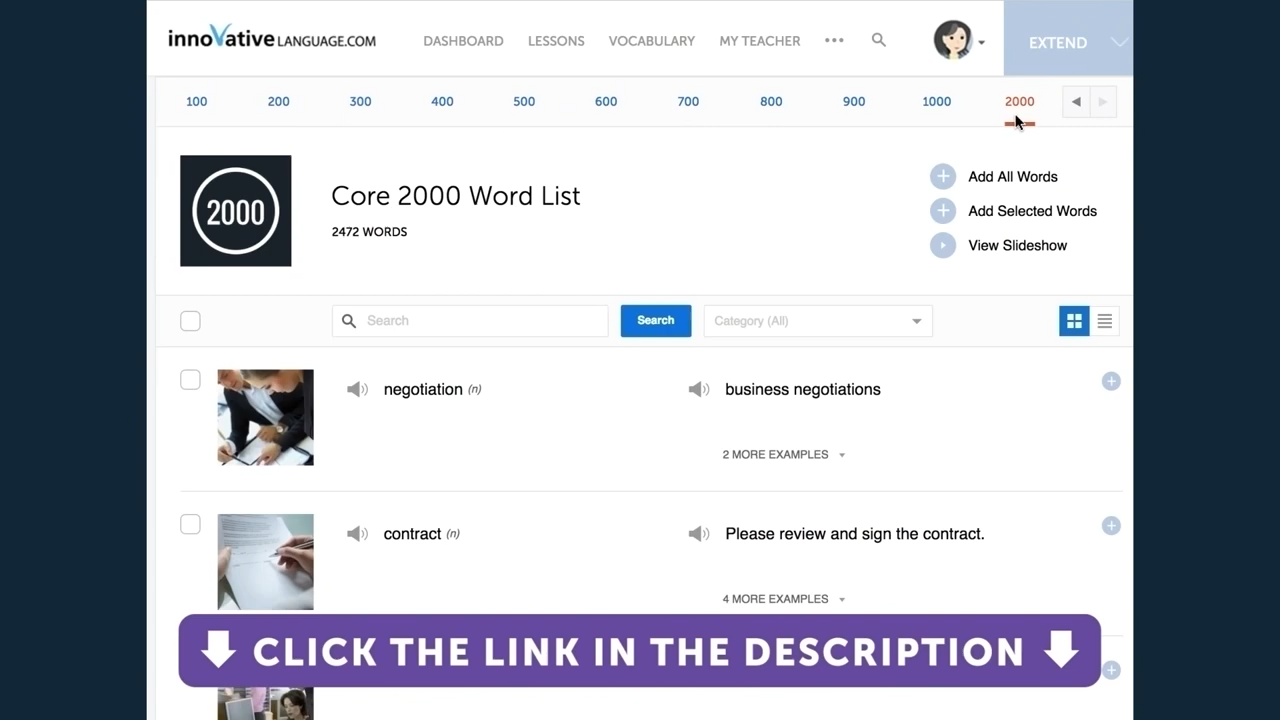 innovative LANGUAGE.COM DASHBOARD LESSONS VOCABULARY MY TEACHER ••• EXTEND
100 200 300 400 500 600 700 800 900 1000 2000
2000
Core 2000 Word List
2472 WORDS
Add All Words
Add Selected Words
View Slideshow
Search Search Category (All)
negotiation (n) business negotiations
2 MORE EXAMPLES
contract (n) Please review and sign the contract.
4 MORE EXAMPLES
CLICK THE LINK IN THE DESCRIPTION